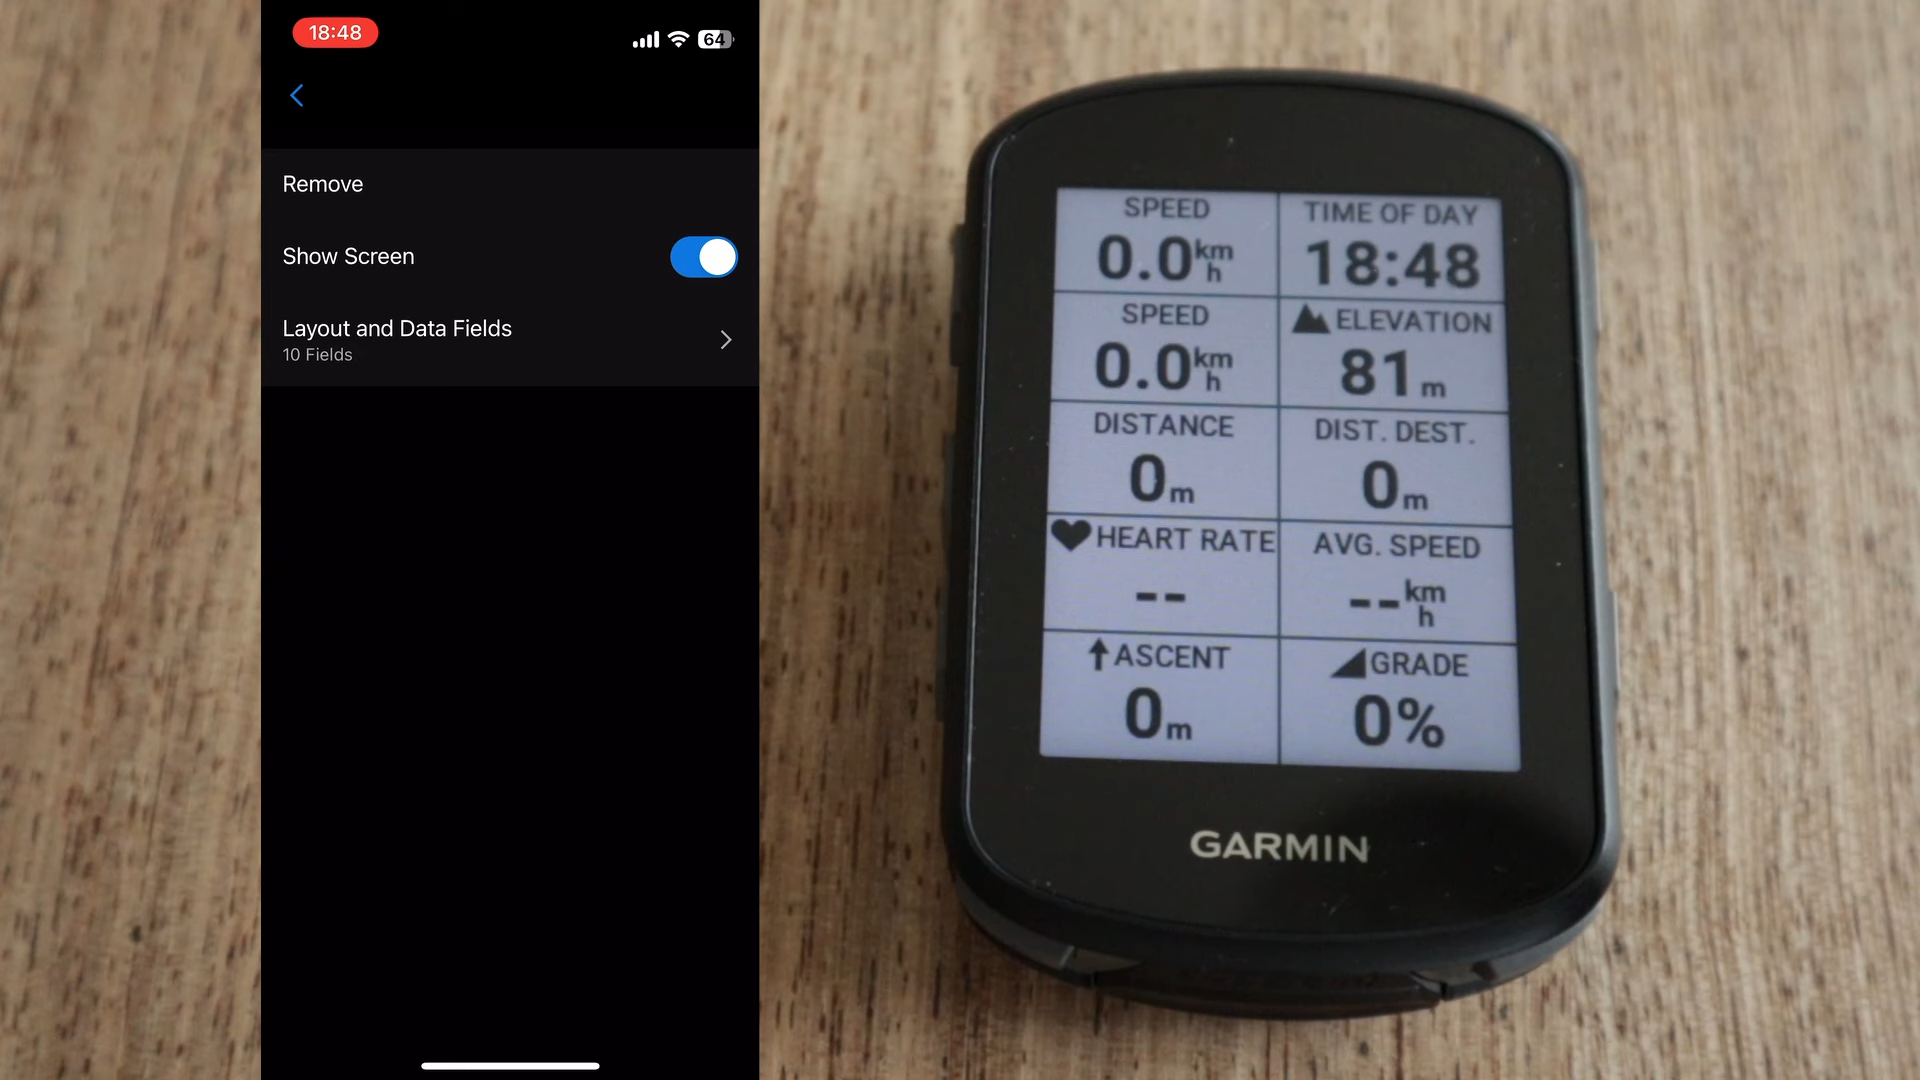 18:48
64
Remove
Show Screen
Layout and Data Fields
10 Fields
SPEED
0.0 km
h
TIME OF DAY
18:48
SPEED
0.0 km
h
ELEVATION
81 m
DISTANCE
0 m
DIST. DEST.
0 m
HEART RATE
--
AVG. SPEED
-- km
h
ASCENT
0 m
GRADE
0%
GARMIN